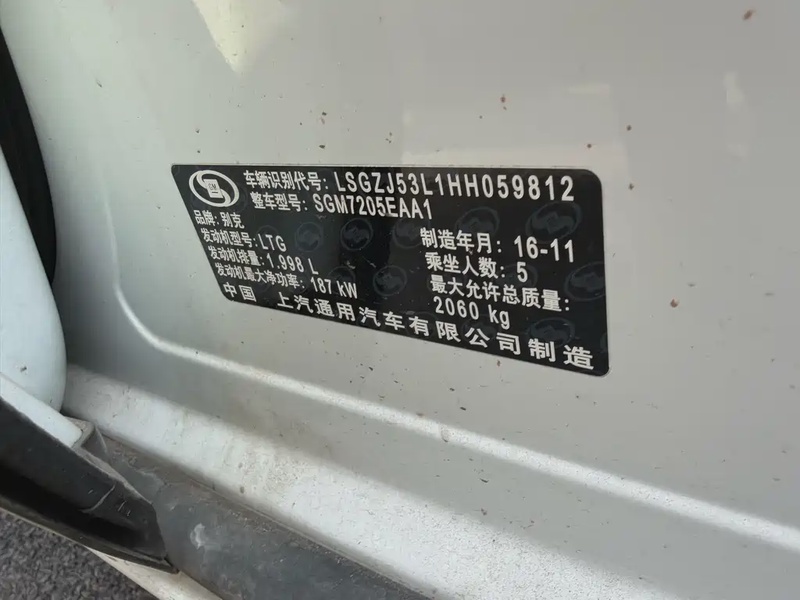 车辆识别代号: LSGZJ53L1HH059812
整车型号: SGM7205EAA1
品牌: 别克
发动机型号: LTG
发动机排量: 1.998 L
发动机最大净功率: 187 kW
制造年月: 16-11
乘坐人数: 5
最大允许总质量:
2060 kg
中国 上汽通用汽车有限公司制造